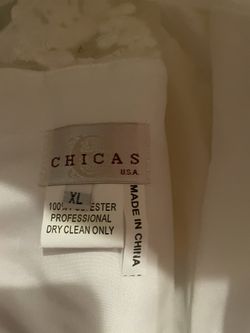 CHICAS
U.S.A.
XL
100% POLYESTER
PROFESSIONAL
DRY CLEAN ONLY
MADE IN CHINA